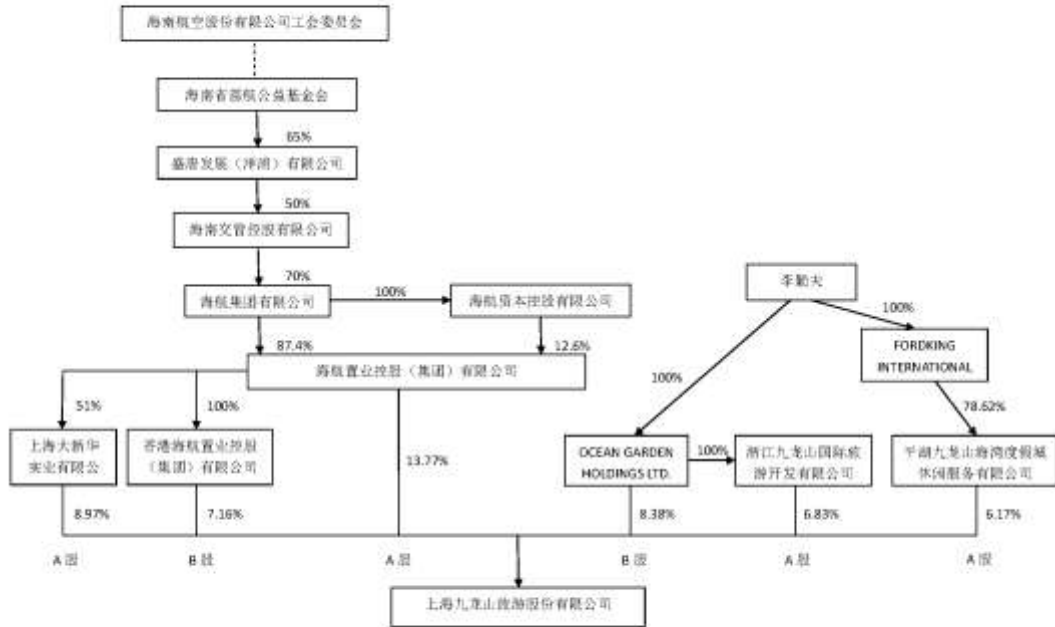 海南航空股份有限公司工会委员会
海南省慈航公益基金会
65%
盛唐发展（洋浦）有限公司
50%
海南交管控股有限公司
70%
海航集团有限公司
100%
海航资本控股有限公司
李勤夫
100%
87.4%
12.6%
FORDKING
INTERNATIONAL
海航置业控股（集团）有限公司
100%
51%
100%
78.62%
上海大新华
实业有限公
香港海航置业控股
（集团）有限公司
13.77%
OCEAN GARDEN
HOLDINGS LTD.
100%
浙江九龙山国际旅
游开发有限公司
平湖九龙山海湾度假城
休闲服务有限公司
8.97%
7.16%
8.38%
6.83%
6.17%
A 股
B 股
A 股
B 股
A 股
A 股
上海九龙山旅游股份有限公司